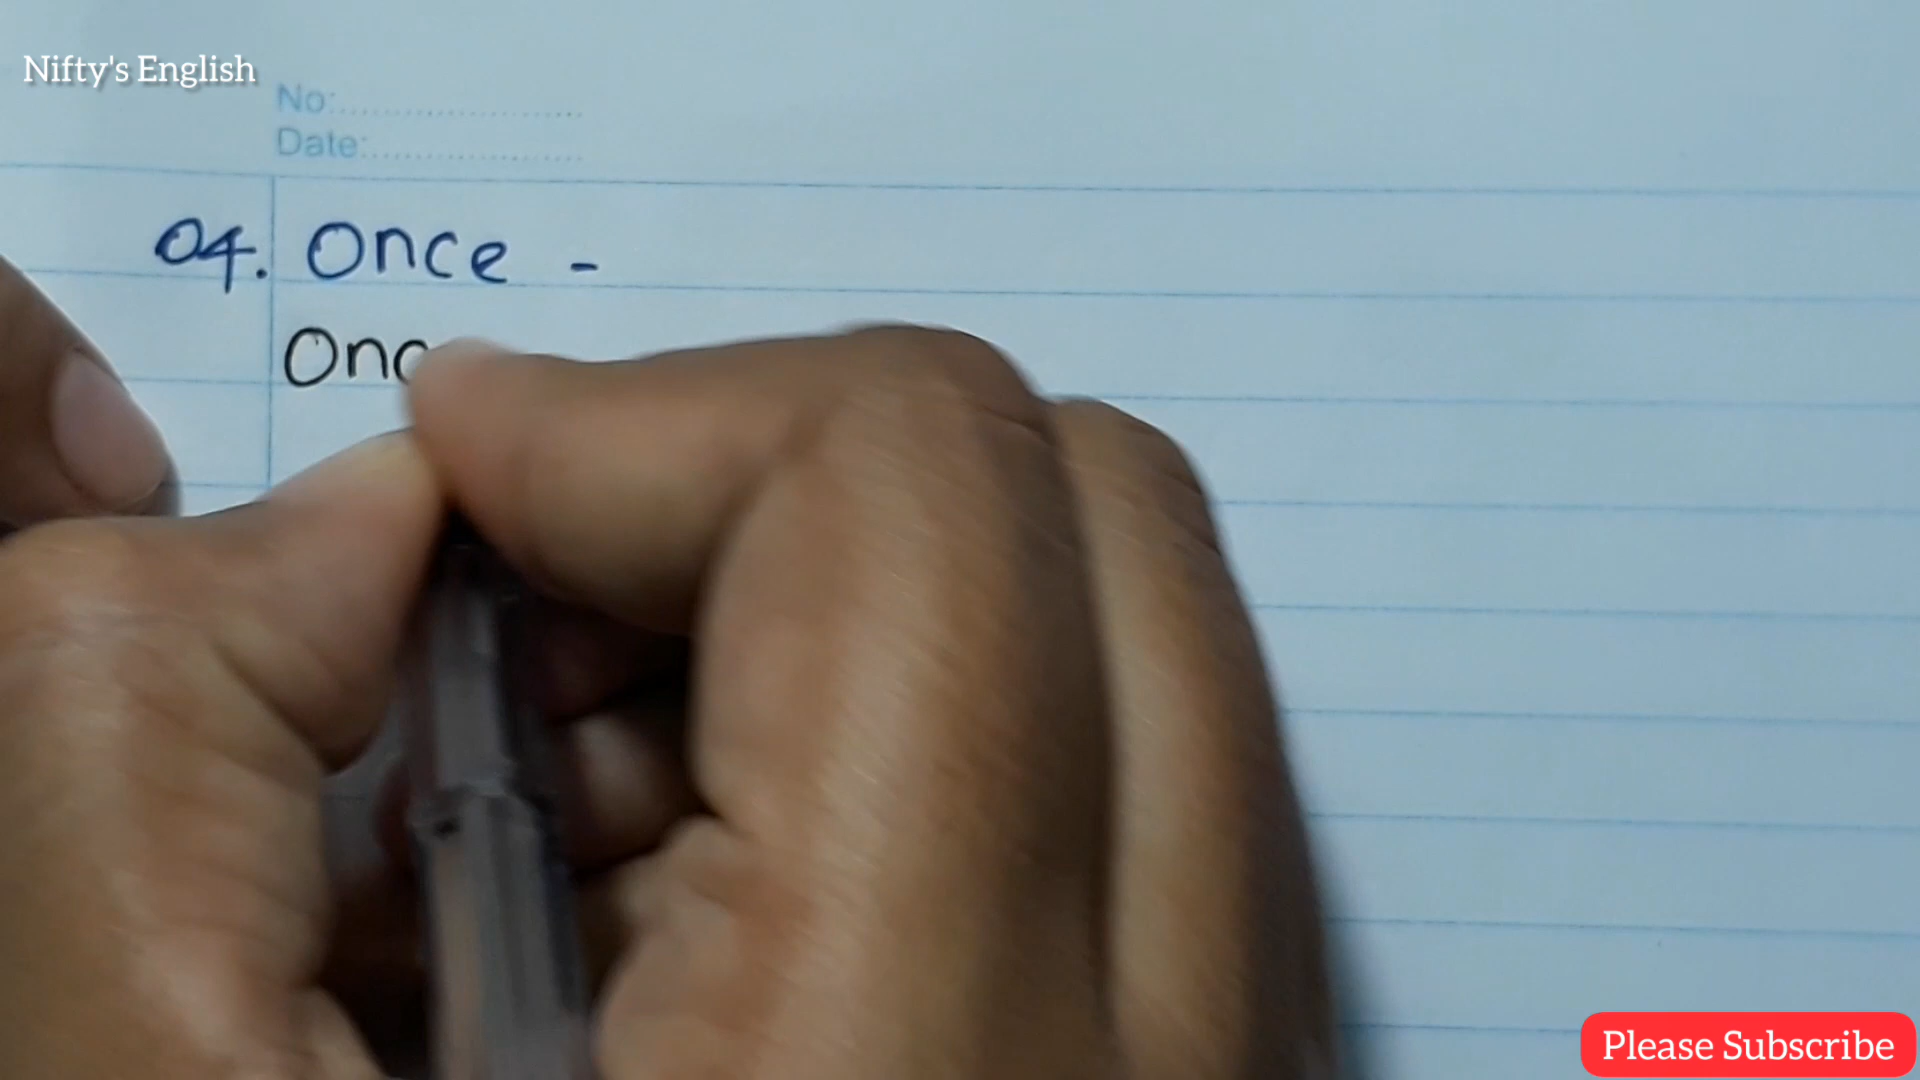 Nifty's English
No:
Date:
04. Once -
Onc
Please Subscribe